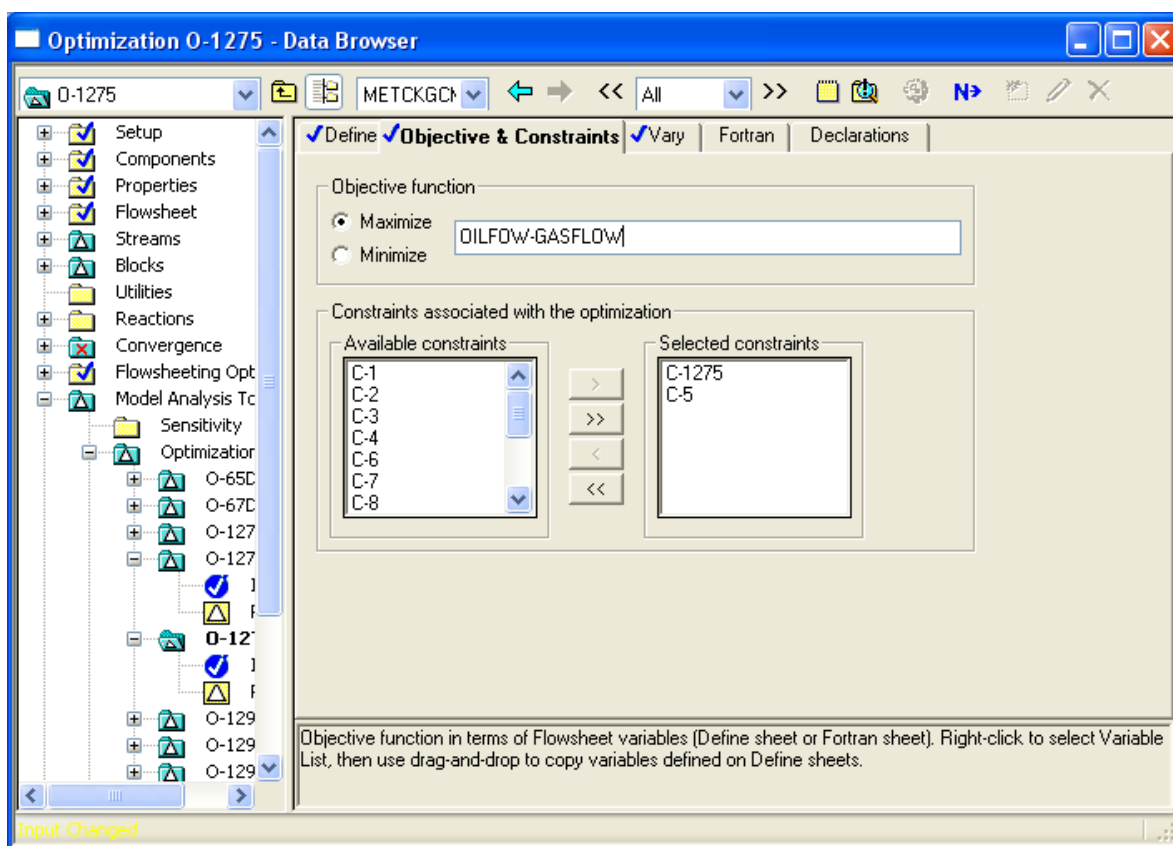 Optimization O-1275 - Data Browser
O-1275
METCKGCN
<<
All
>>
N>
Setup
Components
Properties
Flowsheet
Streams
Blocks
Utilities
Reactions
Convergence
Flowsheeting Opt
Model Analysis To
Sensitivity
Optimization
O-65D
O-67D
O-127
O-127
I
O-127
I
O-129
O-129
O-129
Define
Objective & Constraints
Vary
Fortran
Declarations
Objective function
Maximize
Minimize
OILFOW-GASFLOW
Constraints associated with the optimization
Available constraints
C-1
C-2
C-3
C-4
C-6
C-7
C-8
>
>>
<
<<
Selected constraints
C-1275
C-5
Objective function in terms of Flowsheet variables (Define sheet or Fortran sheet). Right-click to select Variable
List, then use drag-and-drop to copy variables defined on Define sheets.
Input Changed